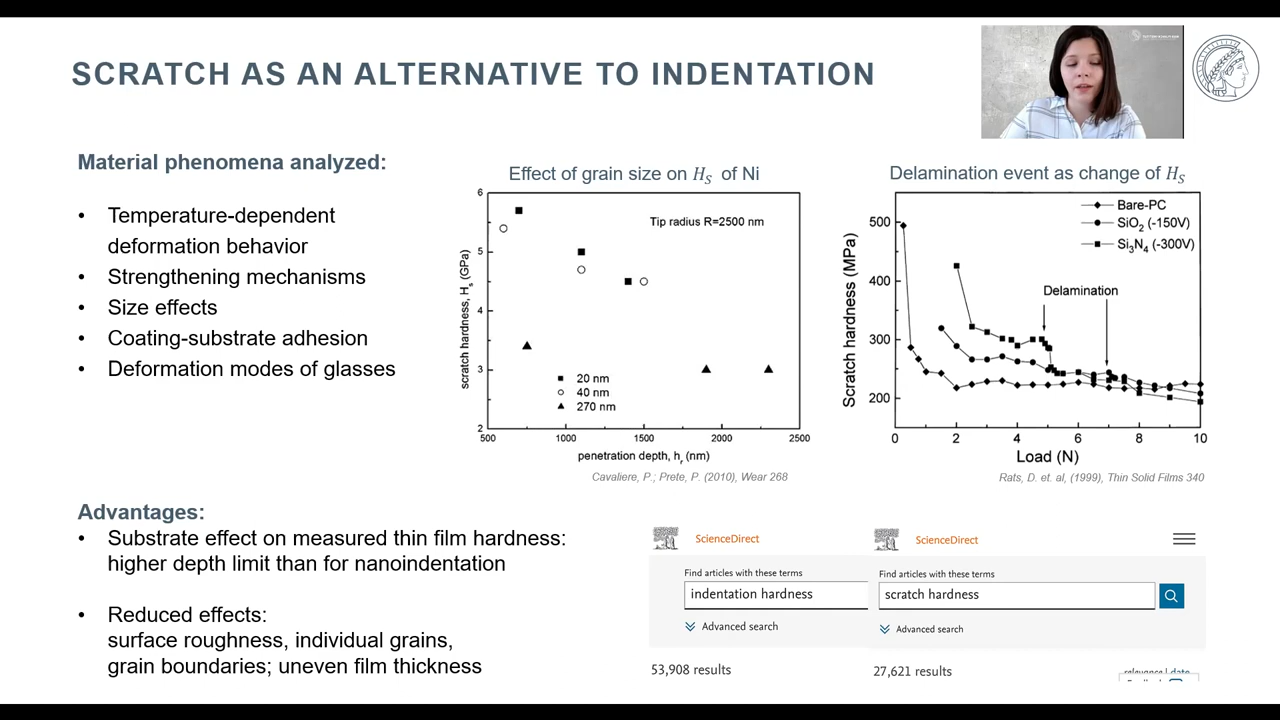 SCRATCH AS AN ALTERNATIVE TO INDENTATION
Material phenomena analyzed:
• Temperature-dependent
deformation behavior
• Strengthening mechanisms
• Size effects
• Coating-substrate adhesion
• Deformation modes of glasses
Effect of grain size on H_S of Ni
6
5
4
3
2
500
1000
1500
2000
2500
scratch hardness, H_s (GPa)
Tip radius R=2500 nm
20 nm
40 nm
270 nm
penetration depth, h_r (nm)
Cavaliere, P.; Prete, P. (2010), Wear 268
Delamination event as change of H_S
500
400
300
200
0
2
4
6
8
10
Scratch hardness (MPa)
Bare-PC
SiO₂ (-150V)
Si₃N₄ (-300V)
Delamination
Load (N)
Rats, D. et. al, (1999), Thin Solid Films 340
Advantages:
• Substrate effect on measured thin film hardness:
higher depth limit than for nanoindentation
• Reduced effects:
surface roughness, individual grains,
grain boundaries; uneven film thickness
ScienceDirect
Find articles with these terms
indentation hardness
Advanced search
53,908 results
ScienceDirect
Find articles with these terms
scratch hardness
Advanced search
27,621 results
relevance | date